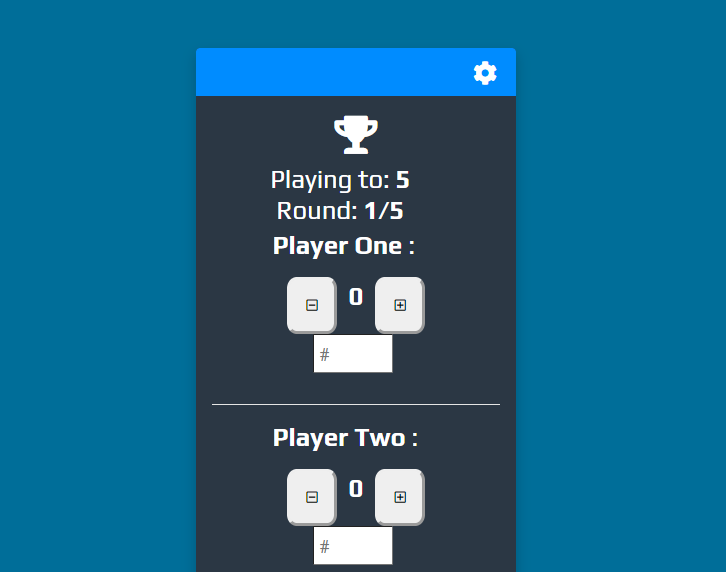 Playing to: 5
Round: 1/5
Player One :
0
#
Player Two :
0
#